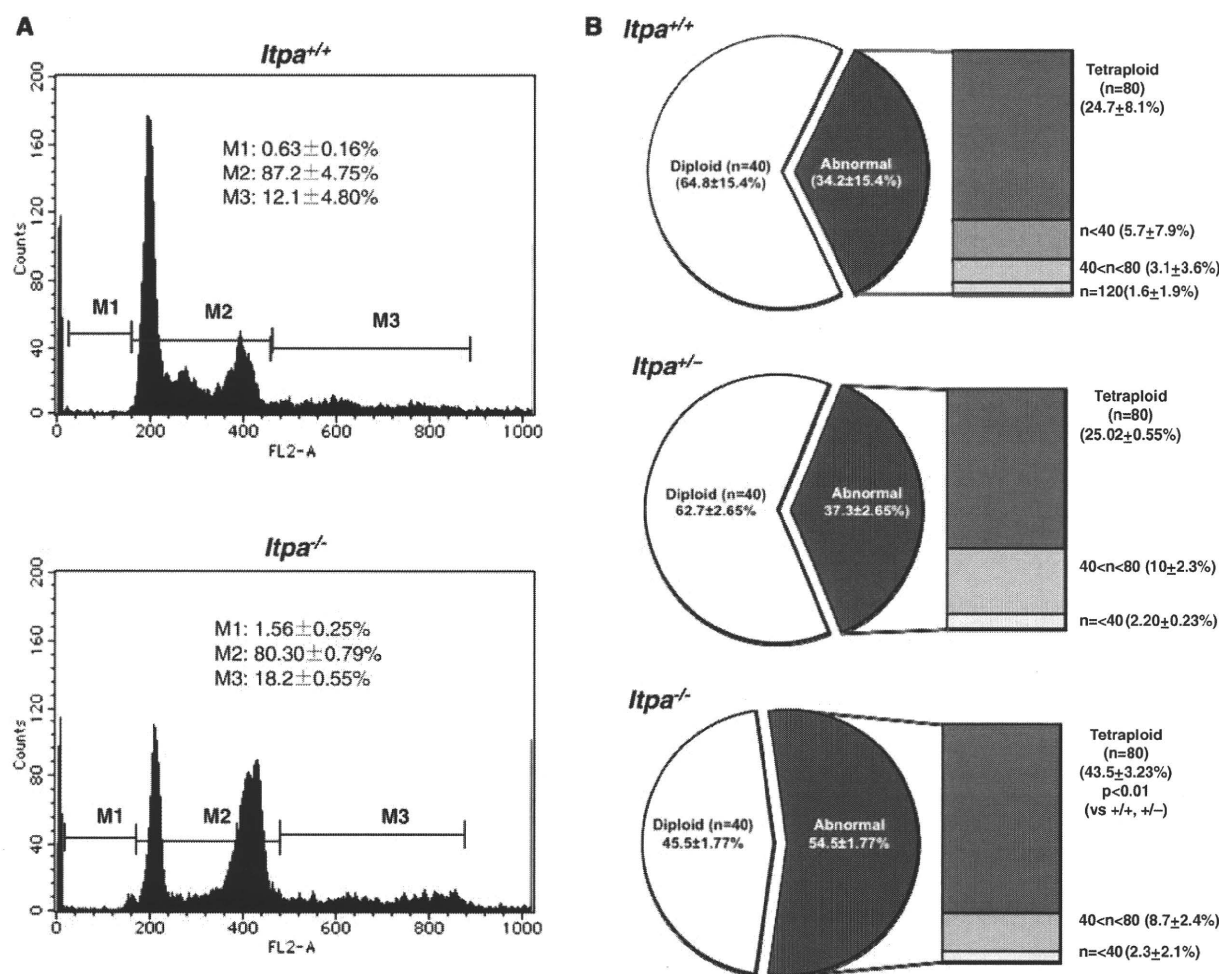 A
Itpa+/+
200
160
120
80
40
0
Counts
M1: 0.63±0.16%
M2: 87.2±4.75%
M3: 12.1±4.80%
M1
M2
M3
0 200 400 600 800 1000
FL2-A
Itpa-/-
200
160
120
80
40
0
Counts
M1: 1.56±0.25%
M2: 80.30±0.79%
M3: 18.2±0.55%
M1
M2
M3
0 200 400 600 800 1000
FL2-A
B
Itpa+/+
Diploid (n=40)
(64.8±15.4%)
Abnormal
(34.2±15.4%)
Tetraploid
(n=80)
(24.7±8.1%)
n<40 (5.7±7.9%)
40<n<80 (3.1±3.6%)
n=120(1.6±1.9%)
Itpa+/–
Diploid (n=40)
62.7±2.65%
Abnormal
37.3±2.65%)
Tetraploid
(n=80)
(25.02±0.55%)
40<n<80 (10±2.3%)
n=<40 (2.20±0.23%)
Itpa-/-
Diploid (n=40)
45.5±1.77%
Abnormal
54.5±1.77%
Tetraploid
(n=80)
(43.5±3.23%)
p<0.01
(vs +/+, +/–)
40<n<80 (8.7±2.4%)
n=<40 (2.3±2.1%)